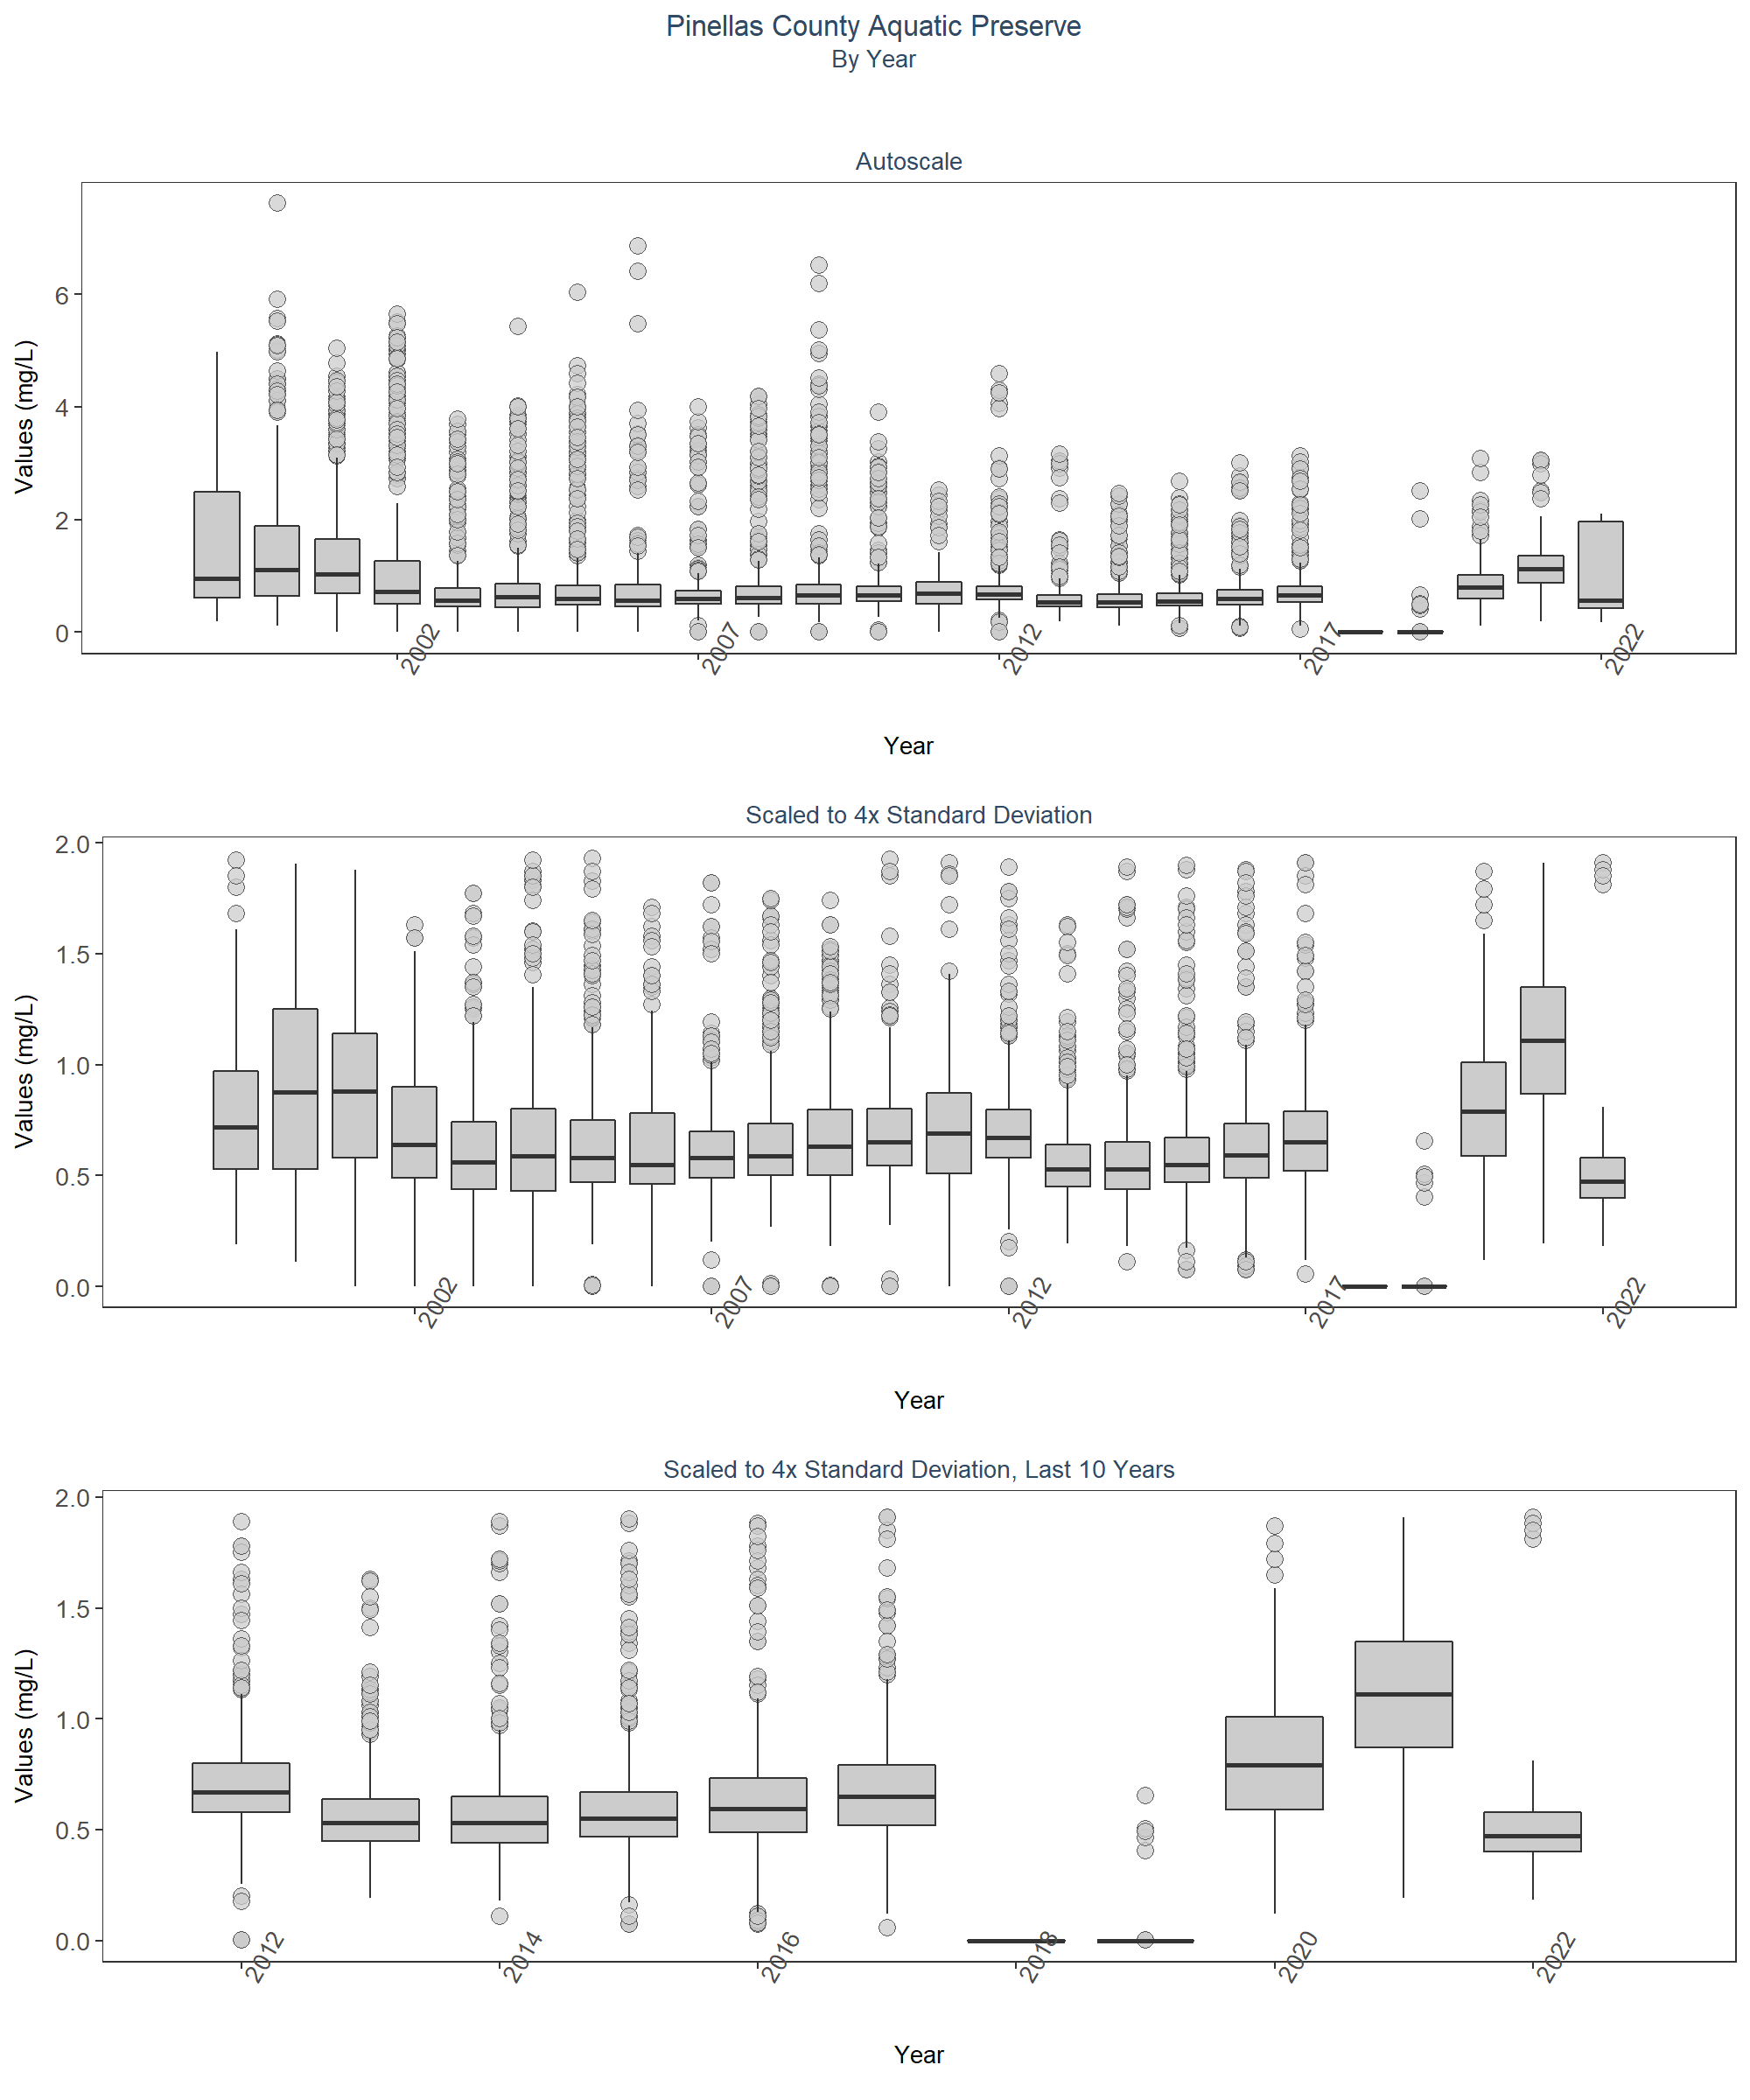 Pinellas County Aquatic Preserve
By Year
Autoscale
Values (mg/L)
6
4
2
0
2002
2007
2012
2017
2022
Year
Scaled to 4x Standard Deviation
Values (mg/L)
2.0
1.5
1.0
0.5
0.0
2002
2007
2012
2017
2022
Year
Scaled to 4x Standard Deviation, Last 10 Years
Values (mg/L)
2.0
1.5
1.0
0.5
0.0
2012
2014
2016
2018
2020
2022
Year